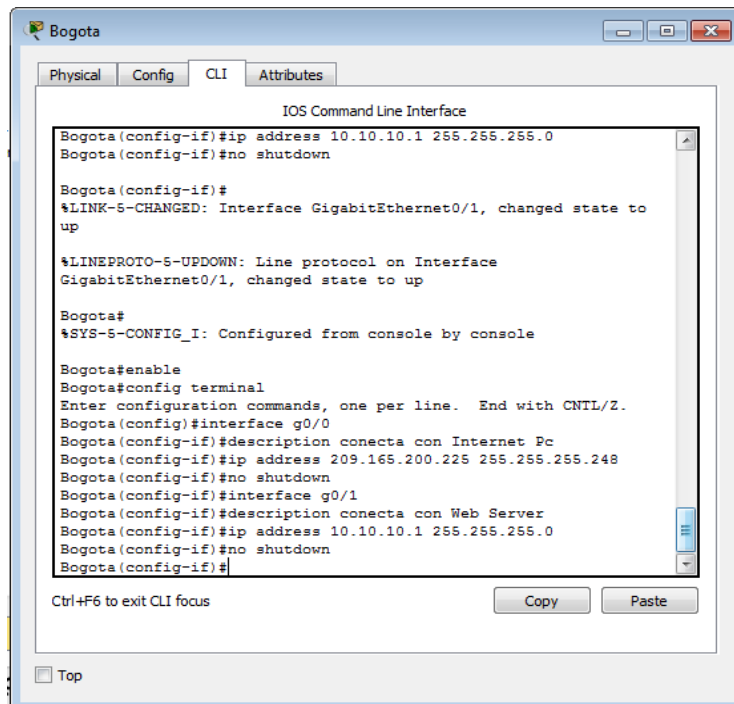 Bogota
Physical Config CLI Attributes
IOS Command Line Interface
Bogota(config-if)#ip address 10.10.10.1 255.255.255.0
Bogota(config-if)#no shutdown
Bogota(config-if)#
%LINK-5-CHANGED: Interface GigabitEthernet0/1, changed state to
up
%LINEPROTO-5-UPDOWN: Line protocol on Interface
GigabitEthernet0/1, changed state to up
Bogota#
%SYS-5-CONFIG_I: Configured from console by console
Bogota#enable
Bogota#config terminal
Enter configuration commands, one per line.  End with CNTL/Z.
Bogota(config)#interface g0/0
Bogota(config-if)#description conecta con Internet Pc
Bogota(config-if)#ip address 209.165.200.225 255.255.255.248
Bogota(config-if)#no shutdown
Bogota(config-if)#interface g0/1
Bogota(config-if)#description conecta con Web Server
Bogota(config-if)#ip address 10.10.10.1 255.255.255.0
Bogota(config-if)#no shutdown
Bogota(config-if)#
Ctrl+F6 to exit CLI focus Copy Paste
Top